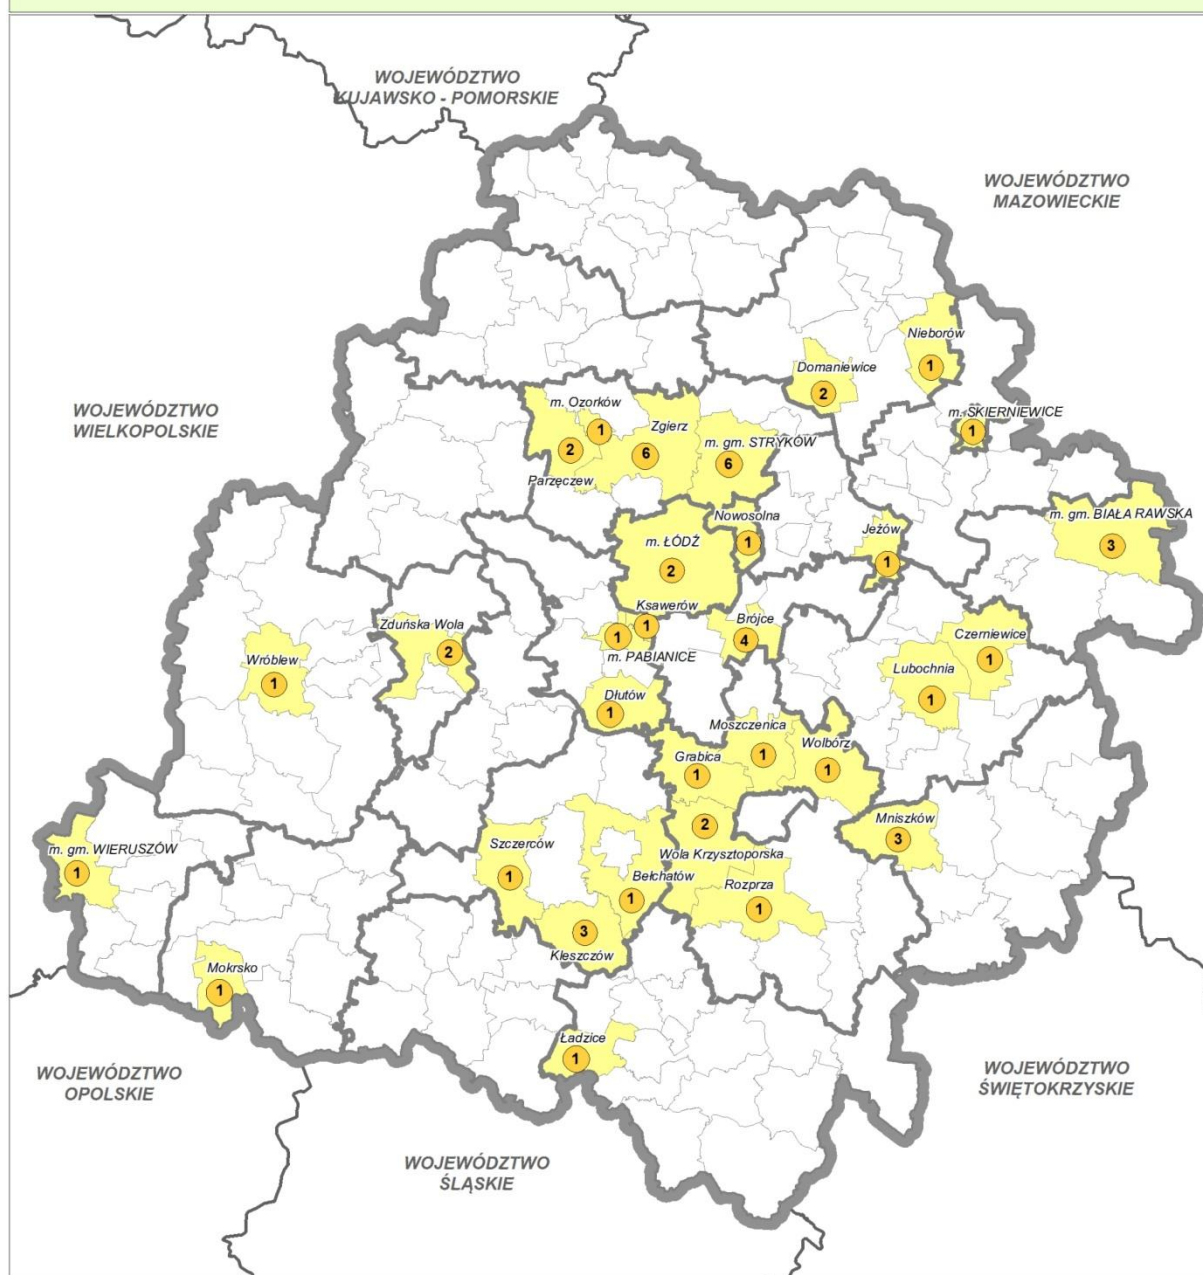 WOJEWÓDZTWO
KUJAWSKO - POMORSKIE
WOJEWÓDZTWO
MAZOWIECKIE
Nieborów
1
Domaniewice
2
WOJEWÓDZTWO
WIELKOPOLSKIE
m. Ozorków
1
m. SKIERNIEWICE
1
Zgierz
6
m. gm. STRYKÓW
6
2
Parzęczew
m. gm. BIAŁA RAWSKA
3
Nowosolna
1
Jeżów
1
m. ŁÓDŹ
2
Ksawerów
1
1
m. PABIANICE
Brójce
4
Zduńska Wola
2
Wróblew
1
Czerniewice
1
Lubochnia
1
Dłutów
1
Moszczenica
1
Wolbórz
1
Grabica
1
2
Wola Krzysztoporska
Mniszków
3
Szczerców
1
Bełchatów
1
Rozprza
1
m. gm. WIERUSZÓW
1
3
Kleszczów
Mokrsko
1
Ładzice
1
WOJEWÓDZTWO
OPOLSKIE
WOJEWÓDZTWO
ŚWIĘTOKRZYSKIE
WOJEWÓDZTWO
ŚLĄSKIE